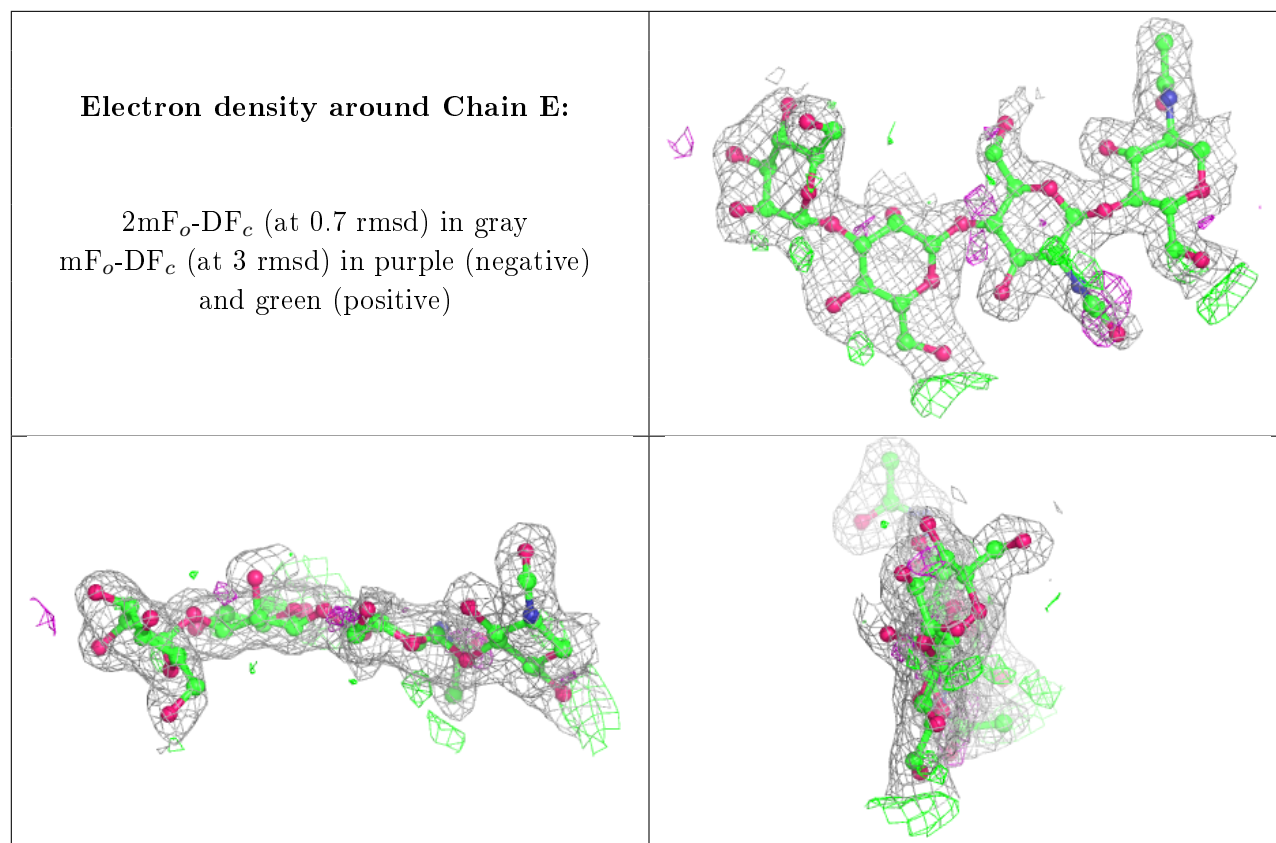 Electron density around Chain E:
2mFo-DFc (at 0.7 rmsd) in gray
mFo-DFc (at 3 rmsd) in purple (negative)
and green (positive)